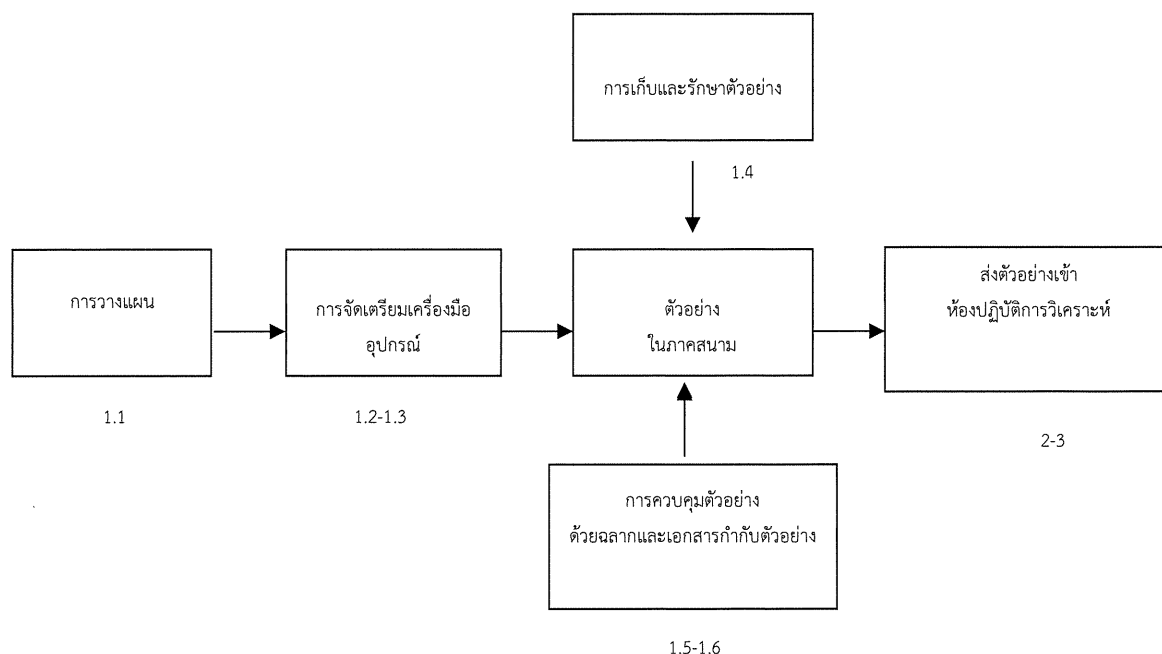 การเก็บและรักษาตัวอย่าง
1.4
การวางแผน
1.1
การจัดเตรียมเครื่องมือ
อุปกรณ์
1.2-1.3
ตัวอย่าง
ในภาคสนาม
ส่งตัวอย่างเข้า
ห้องปฏิบัติการวิเคราะห์
2-3
การควบคุมตัวอย่าง
ด้วยฉลากและเอกสารกำกับตัวอย่าง
1.5-1.6